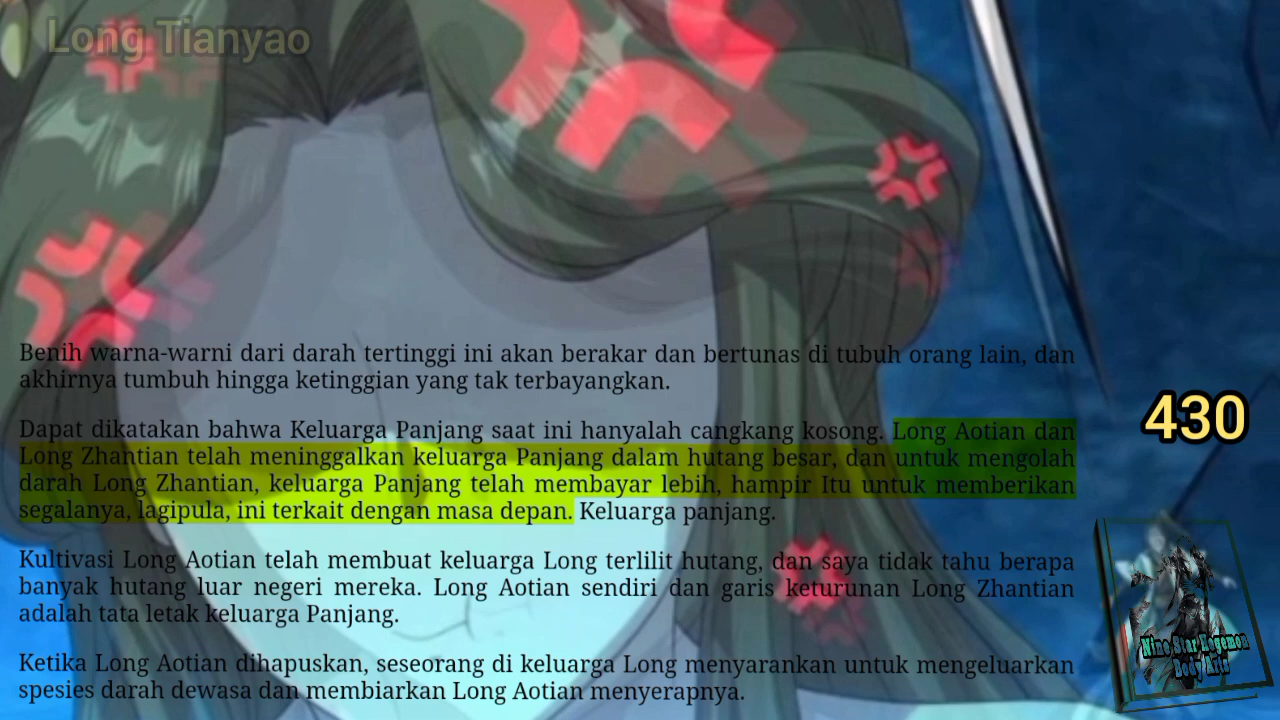 Long Tianyao
Benih warna-warni dari darah tertinggi ini akan berakar dan bertunas di tubuh orang lain, dan
akhirnya tumbuh hingga ketinggian yang tak terbayangkan.
Dapat dikatakan bahwa Keluarga Panjang saat ini hanyalah cangkang kosong. Long Aotian dan
Long Zhantian telah meninggalkan keluarga Panjang dalam hutang besar, dan untuk mengolah
darah Long Zhantian, keluarga Panjang telah membayar lebih, hampir Itu untuk memberikan
segalanya, lagipula, ini terkait dengan masa depan. Keluarga panjang.
430
Kultivasi Long Aotian telah membuat keluarga Long terlilit hutang, dan saya tidak tahu berapa
banyak hutang luar negeri mereka. Long Aotian sendiri dan garis keturunan Long Zhantian
adalah tata letak keluarga Panjang.
Ketika Long Aotian dihapuskan, seseorang di keluarga Long menyarankan untuk mengeluarkan
spesies darah dewasa dan membiarkan Long Aotian menyerapnya.
Nine Star Hegemon
Body Arts